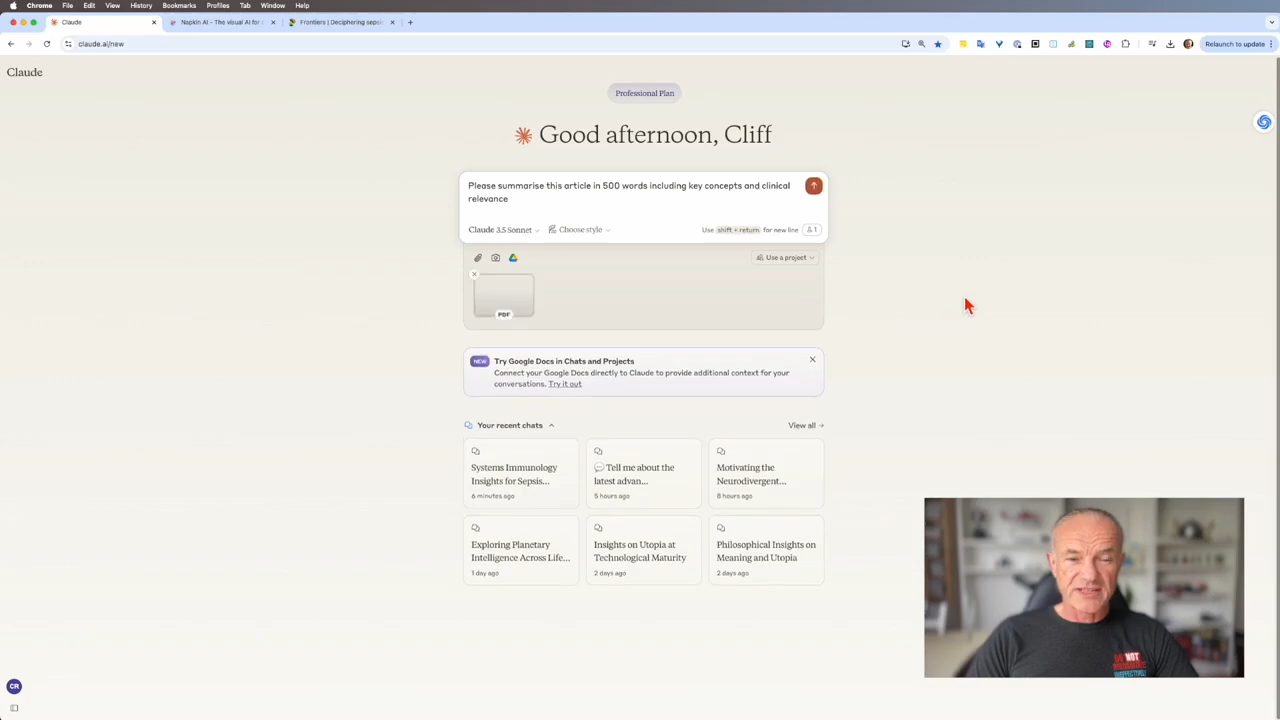 Chrome File Edit View History Bookmarks Profiles Tab Window Help
Claude
Napkin AI - The visual AI for
Frontiers | Deciphering sepsi
claude.ai/new
Relaunch to update
Claude
Professional Plan
Good afternoon, Cliff
Please summarise this article in 500 words including key concepts and clinical
relevance
Claude 3.5 Sonnet
Choose style
Use shift + return for new line
1
Use a project
PDF
NEW
Try Google Docs in Chats and Projects
Connect your Google Docs directly to Claude to provide additional context for your
conversations. Try it out
Your recent chats
View all
Systems Immunology
Insights for Sepsis...
6 minutes ago
Tell me about the
latest advan...
5 hours ago
Motivating the
Neurodivergent...
8 hours ago
Exploring Planetary
Intelligence Across Life...
1 day ago
Insights on Utopia at
Technological Maturity
2 days ago
Philosophical Insights on
Meaning and Utopia
2 days ago
NOT
CR